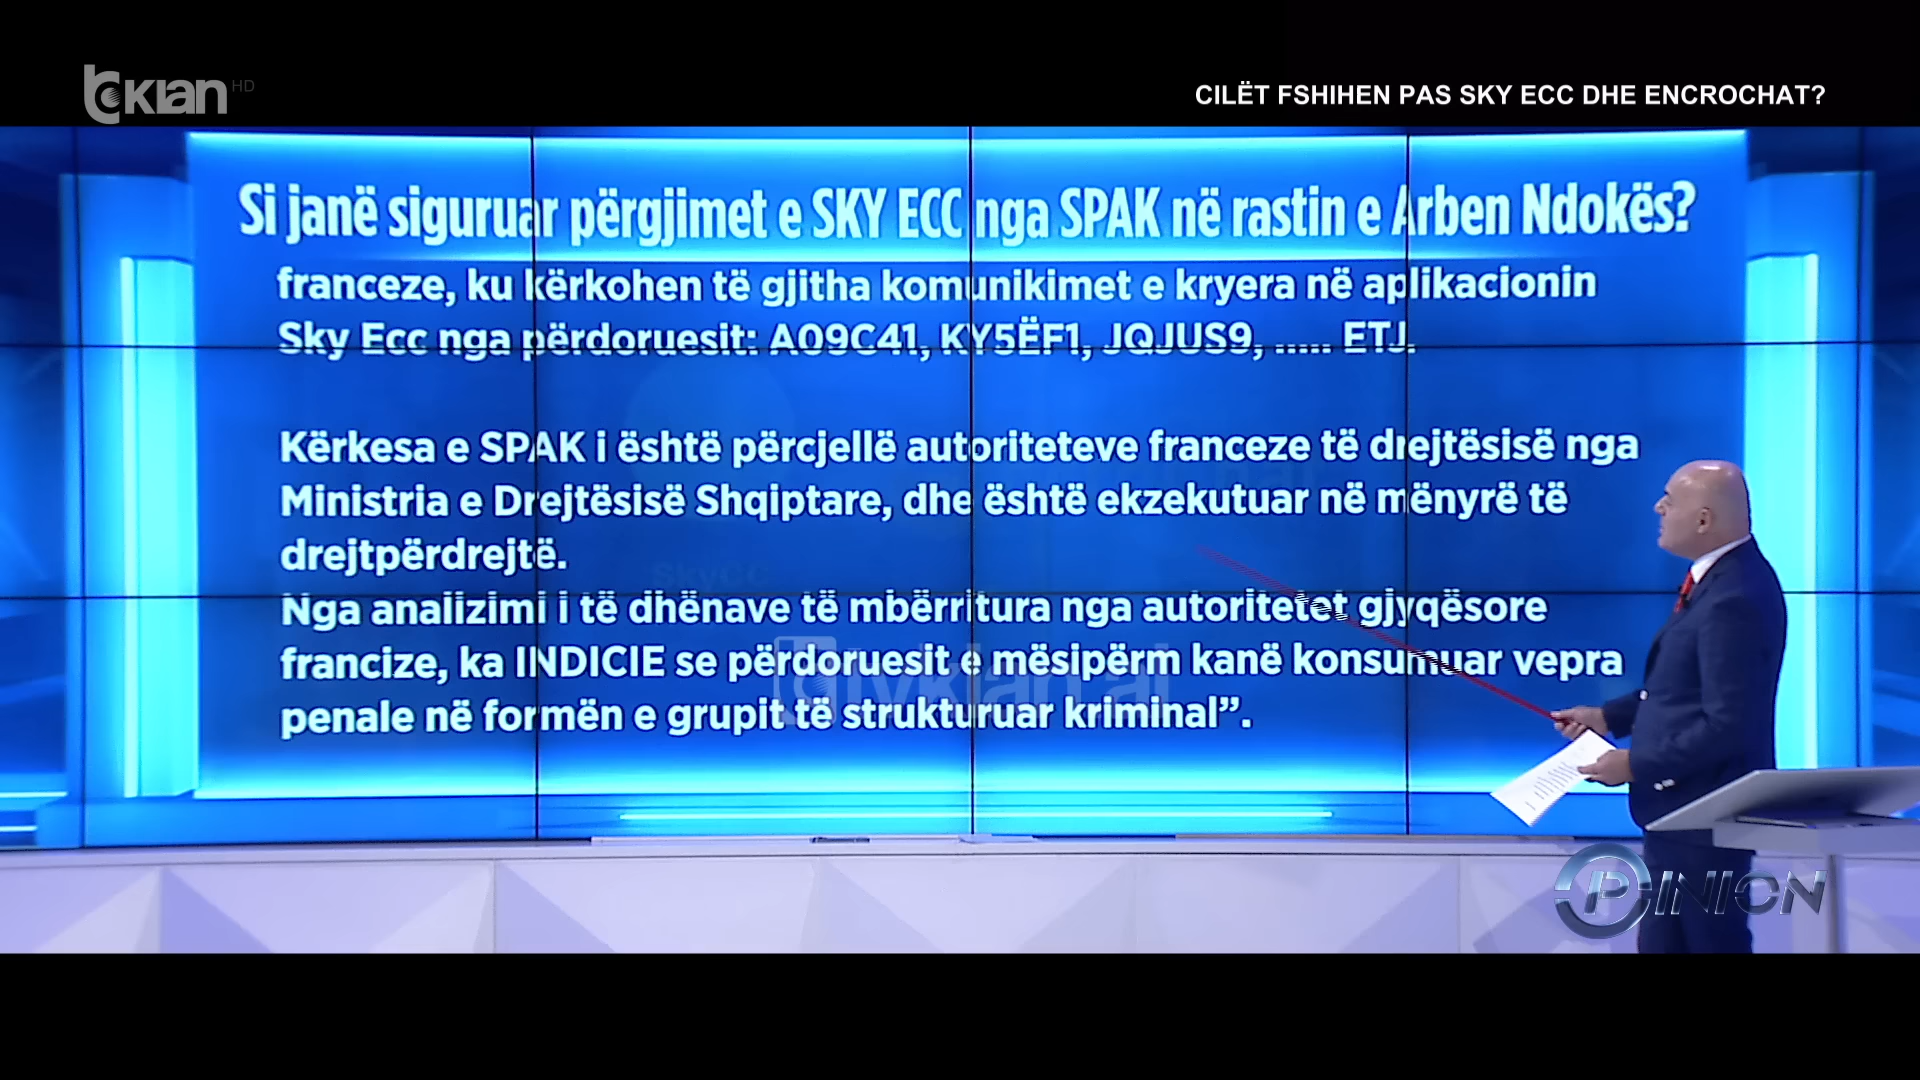 klan HD
CILËT FSHIHEN PAS SKY ECC DHE ENCROCHAT?
Si janë siguruar përgjimet e SKY ECC nga SPAK në rastin e Arben Ndokës?
franceze, ku kërkohen të gjitha komunikimet e kryera në aplikacionin
Sky Ecc nga përdoruesit: A09C41, KY5ËF1, JQJUS9, ..... ETJ.
Kërkesa e SPAK i është përcjellë autoriteteve franceze të drejtësisë nga
Ministria e Drejtësisë Shqiptare, dhe është ekzekutuar në mënyrë të
drejtpërdrejtë.
Nga analizimi i të dhënave të mbërritura nga autoritetet gjyqësore
francize, ka INDICIE se përdoruesit e mësipërm kanë konsumuar vepra
penale në formën e grupit të strukturuar kriminal”.
tvklan.al
OPINION